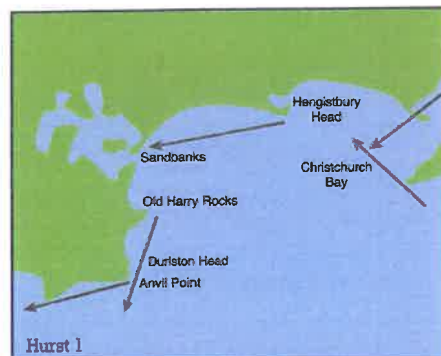 Hengistbury
Head
Sandbanks
Christchurch
Bay
Old Harry Rocks
Durlston Head
Anvil Point
Hurst 1